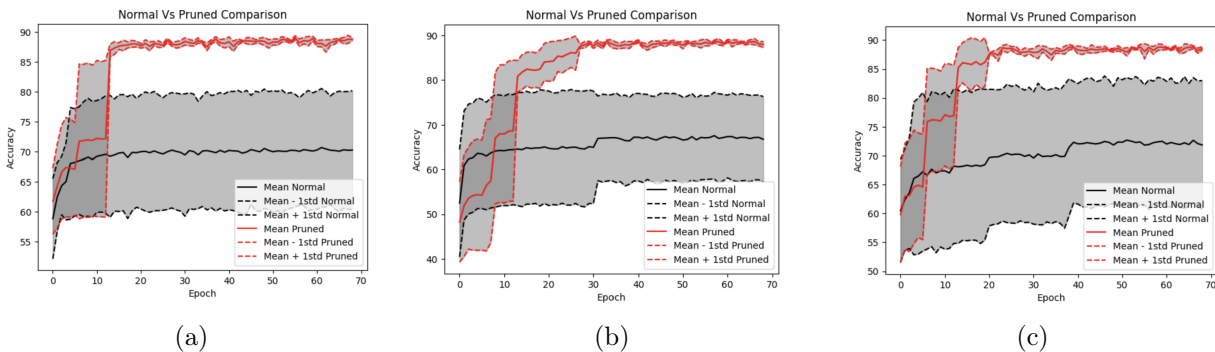 Normal Vs Pruned Comparison
90
85
80
75
70
65
60
55
Accuracy
Mean Normal
Mean - 1std Normal
Mean + 1std Normal
Mean Pruned
Mean - 1std Pruned
Mean + 1std Pruned
0 10 20 30 40 50 60 70
Epoch
(a)
Normal Vs Pruned Comparison
90
80
70
60
50
40
Accuracy
Mean Normal
Mean - 1std Normal
Mean + 1std Normal
Mean Pruned
Mean - 1std Pruned
Mean + 1std Pruned
0 10 20 30 40 50 60 70
Epoch
(b)
Normal Vs Pruned Comparison
90
85
80
75
70
65
60
55
50
Accuracy
Mean Normal
Mean - 1std Normal
Mean + 1std Normal
Mean Pruned
Mean - 1std Pruned
Mean + 1std Pruned
0 10 20 30 40 50 60 70
Epoch
(c)